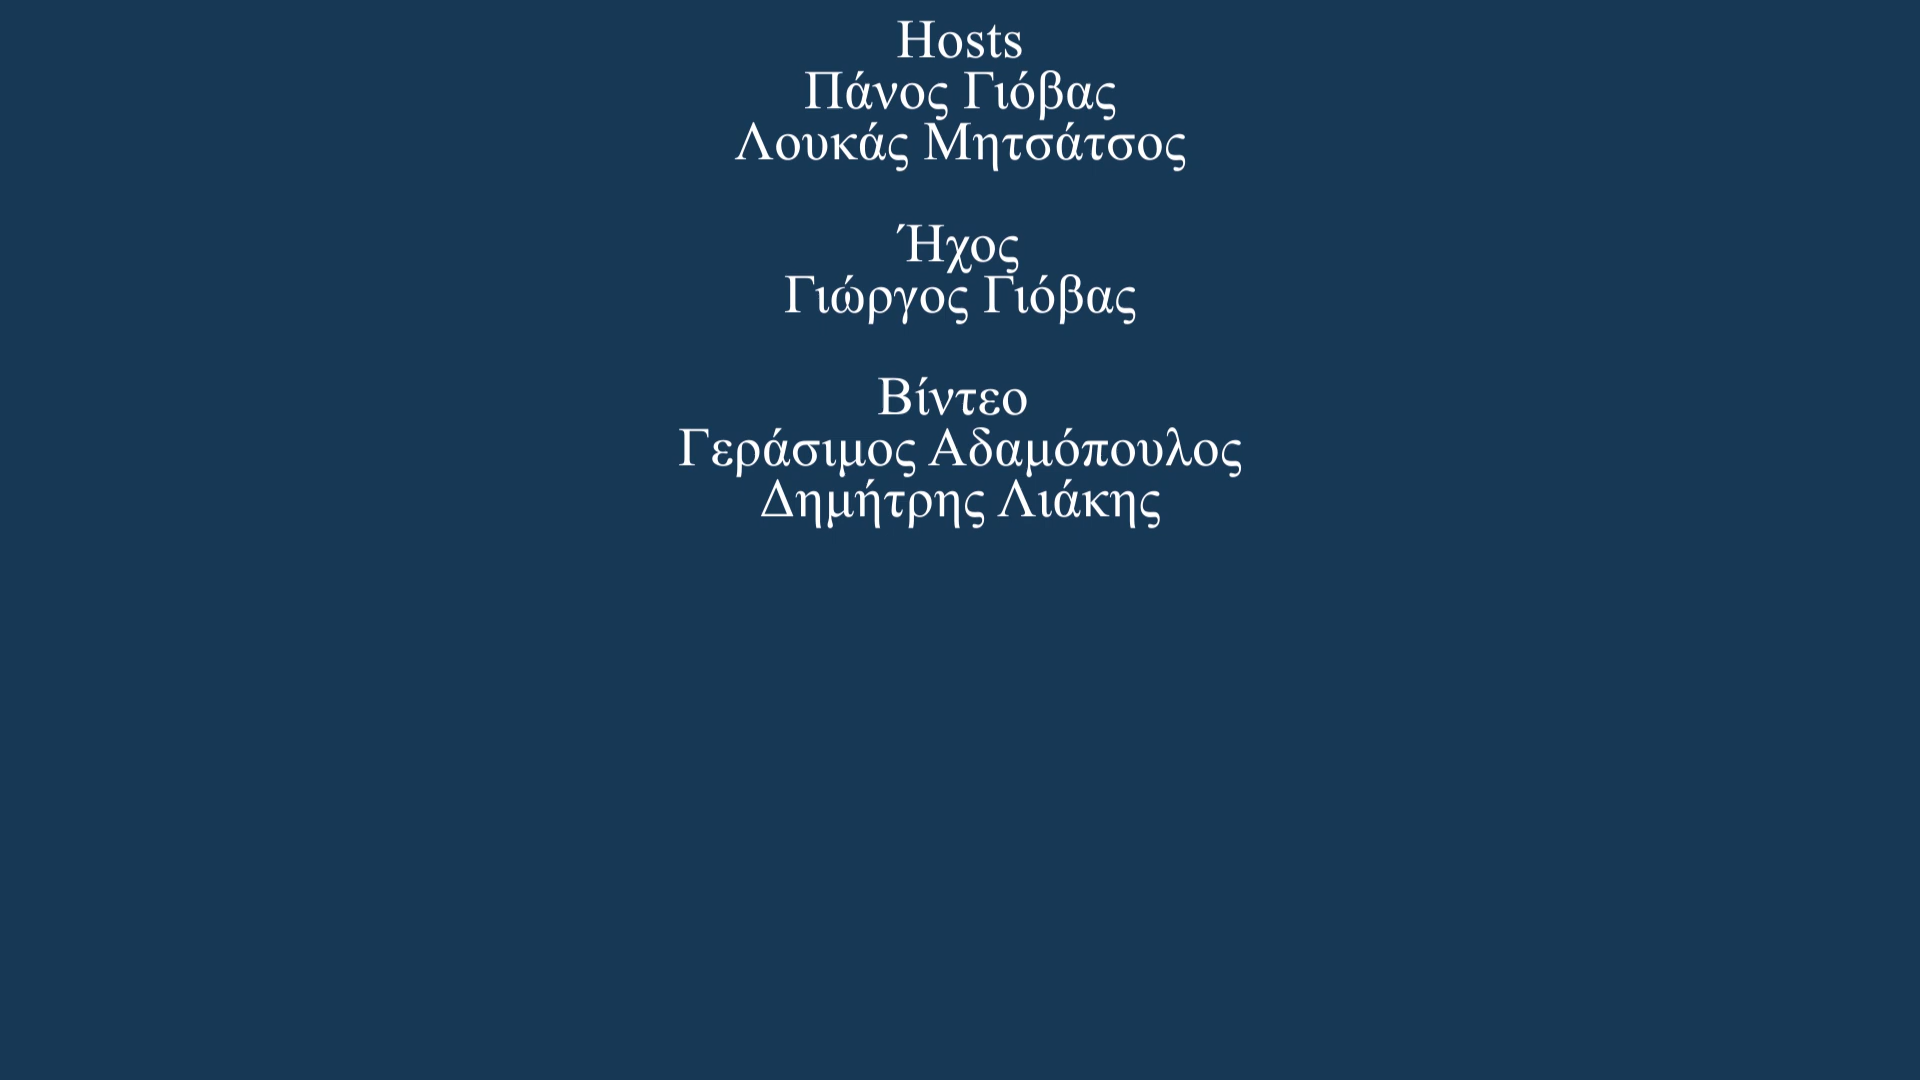 Hosts
Πάνος Γιόβας
Λουκάς Μητσάτσος
Ήχος
Γιώργος Γιόβας
Βίντεο
Γεράσιμος Αδαμόπουλος
Δημήτρης Λιάκης